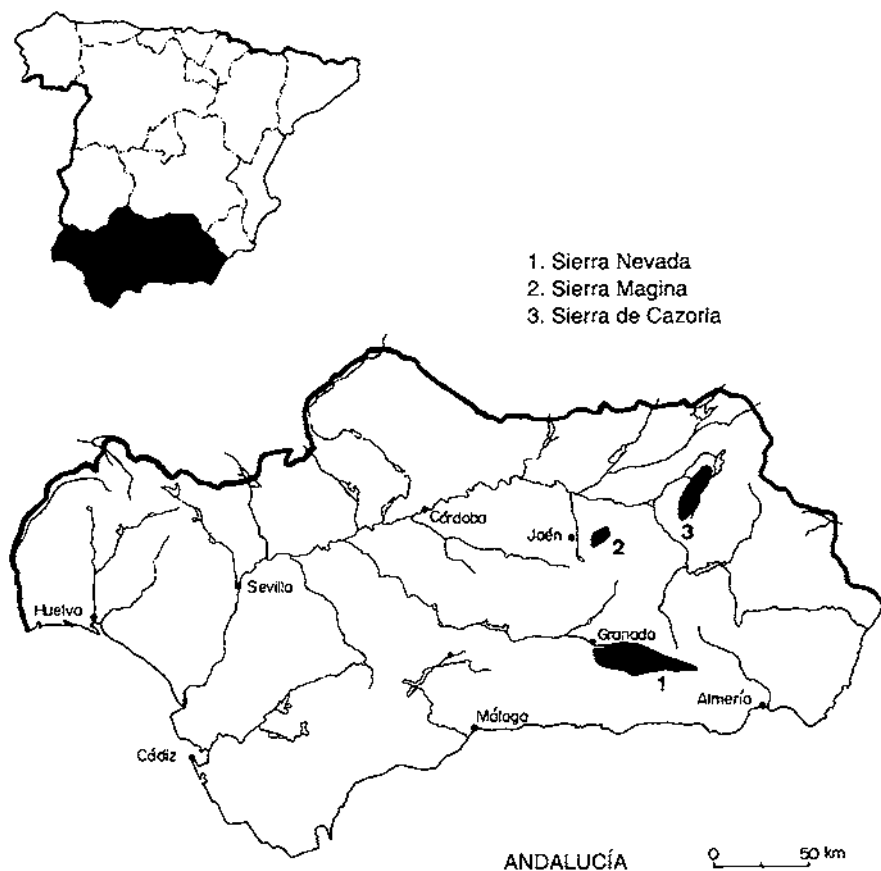 1. Sierra Nevada
2. Sierra Magina
3. Sierra de Cazorla
Córdoba
Jaén
2
3
Sevilla
Huelva
Granada
1
Almería
Málaga
Cádiz
ANDALUCÍA
0 50 km